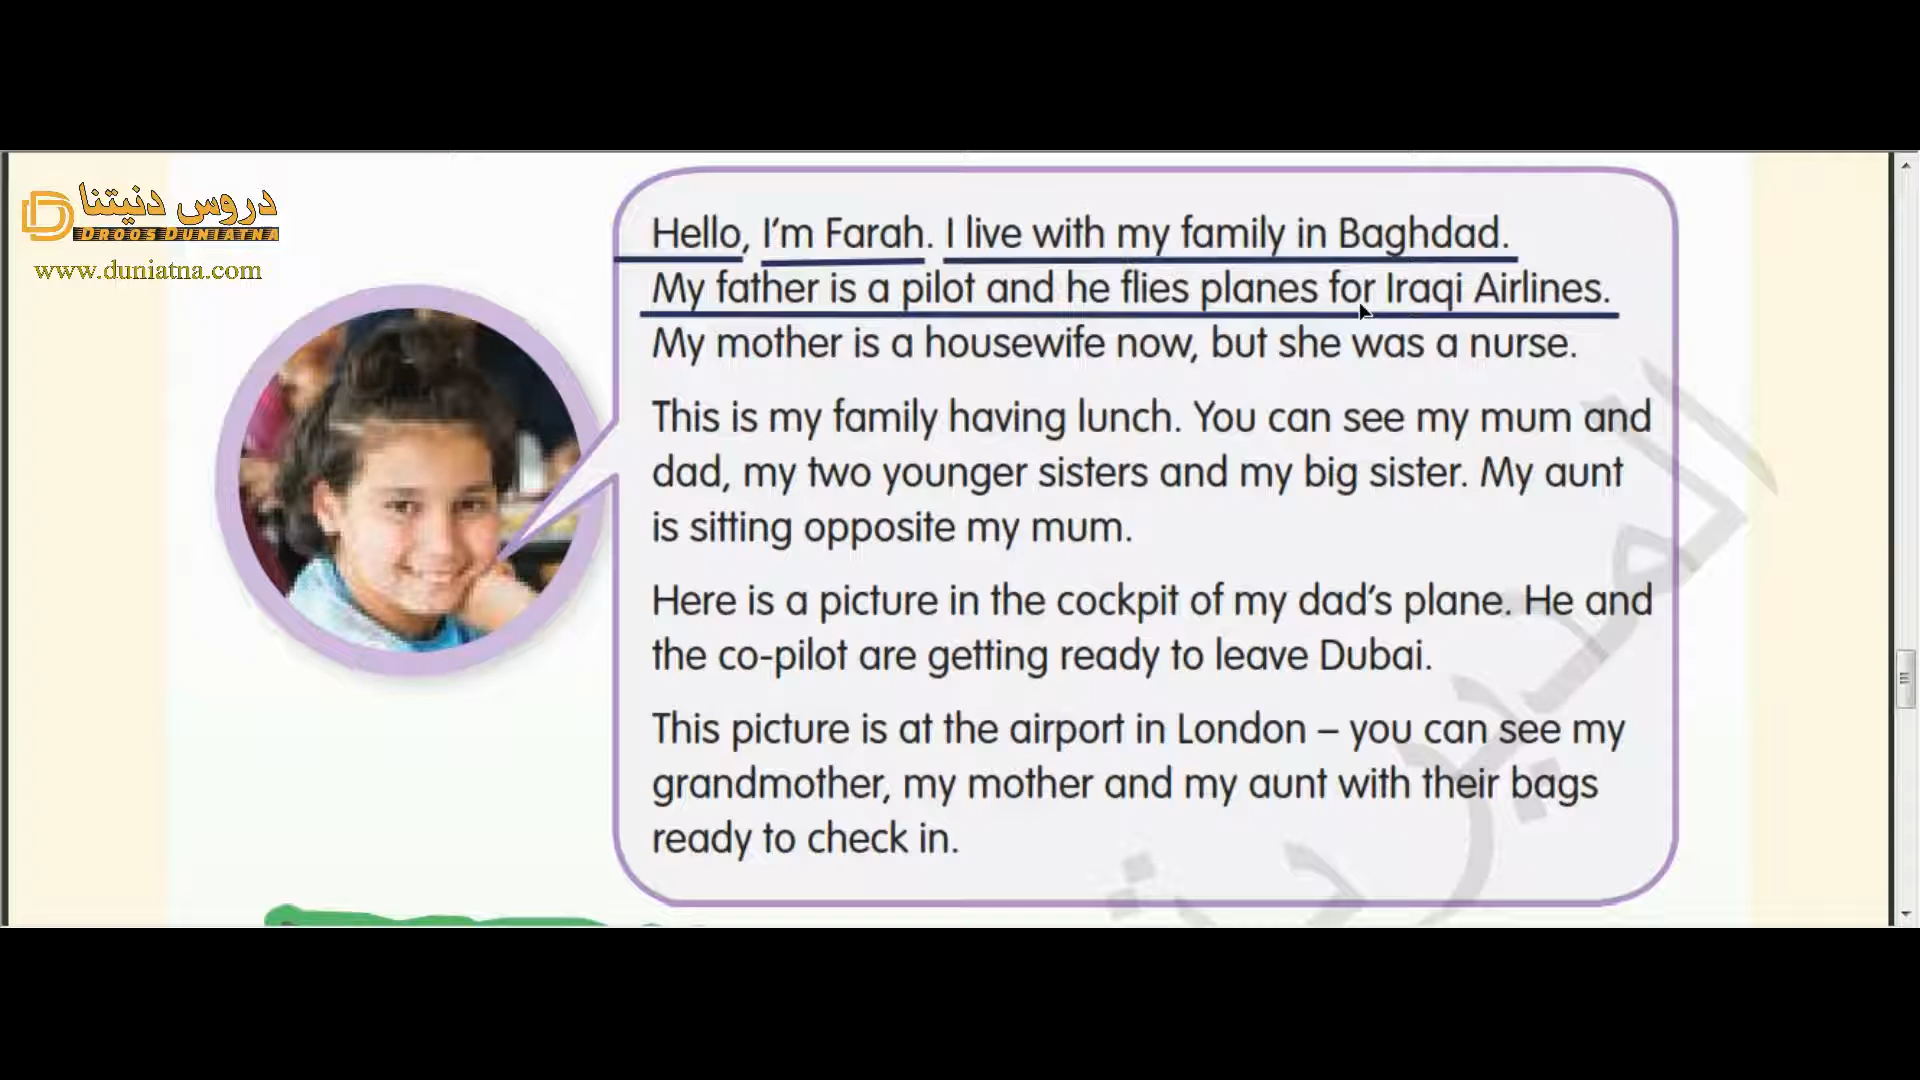 دروس دنيتنا
DROOS DUNIATNA
www.duniatna.com
Hello, I'm Farah. I live with my family in Baghdad.
My father is a pilot and he flies planes for Iraqi Airlines.
My mother is a housewife now, but she was a nurse.
This is my family having lunch. You can see my mum and
dad, my two younger sisters and my big sister. My aunt
is sitting opposite my mum.
Here is a picture in the cockpit of my dad's plane. He and
the co-pilot are getting ready to leave Dubai.
This picture is at the airport in London – you can see my
grandmother, my mother and my aunt with their bags
ready to check in.